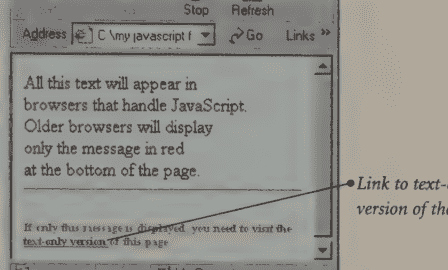 Stop Refresh
Address C:\my javascript f Go Links »
All this text will appear in
browsers that handle JavaScript.
Older browsers will display
only the message in red
at the bottom of the page.
If only this message is displayed, you need to visit the
text-only version of this page
Link to text-
version of the